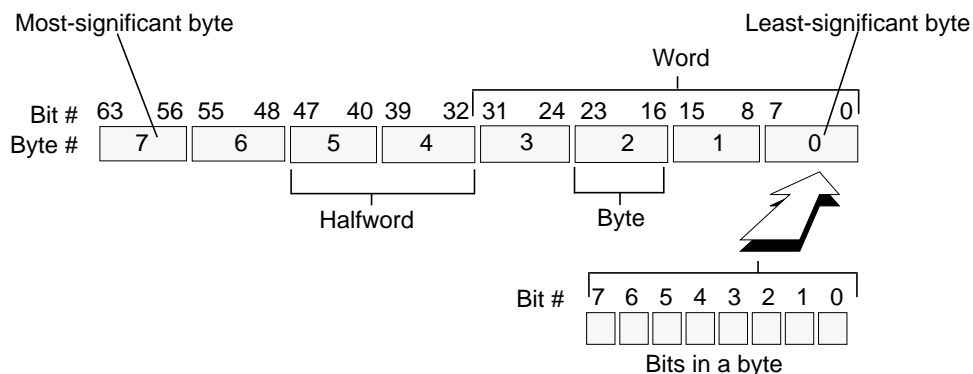 Most-significant byte Least-significant byte
Word
Bit # 63 56 55 48 47 40 39 32 31 24 23 16 15 8 7 0
Byte # 7 6 5 4 3 2 1 0
Halfword Byte
Bit # 7 6 5 4 3 2 1 0
Bits in a byte